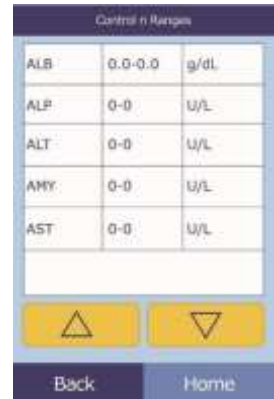 Control n Ranges
ALB 0.0-0.0 g/dL
ALP 0-0 U/L
ALT 0-0 U/L
AMY 0-0 U/L
AST 0-0 U/L
Back Home